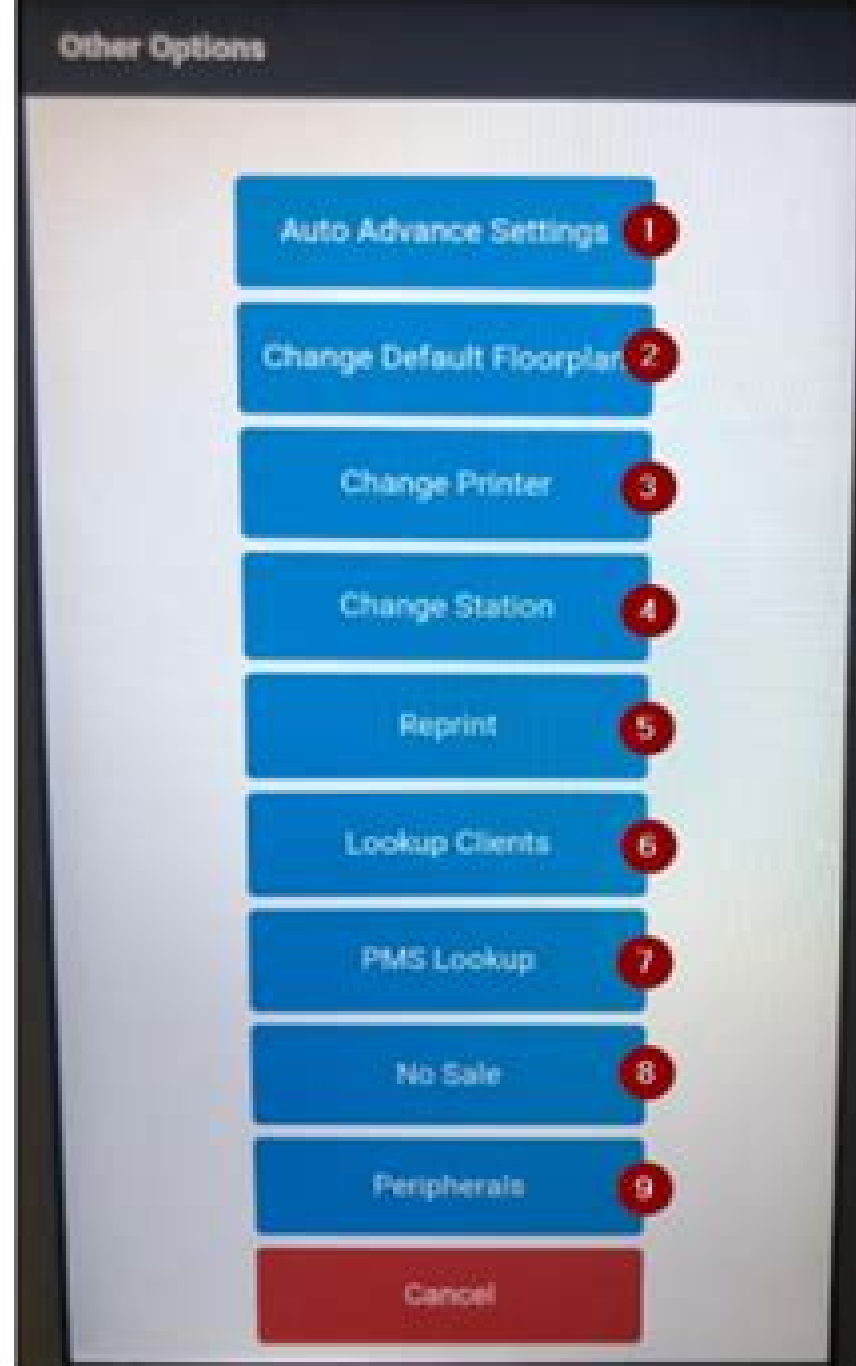 Other Options
Auto Advance Settings 1
Change Default Floorplan 2
Change Printer 3
Change Station 4
Reprint 5
Lookup Clients 6
PMS Lookup 7
No Sale 8
Peripherals 9
Cancel